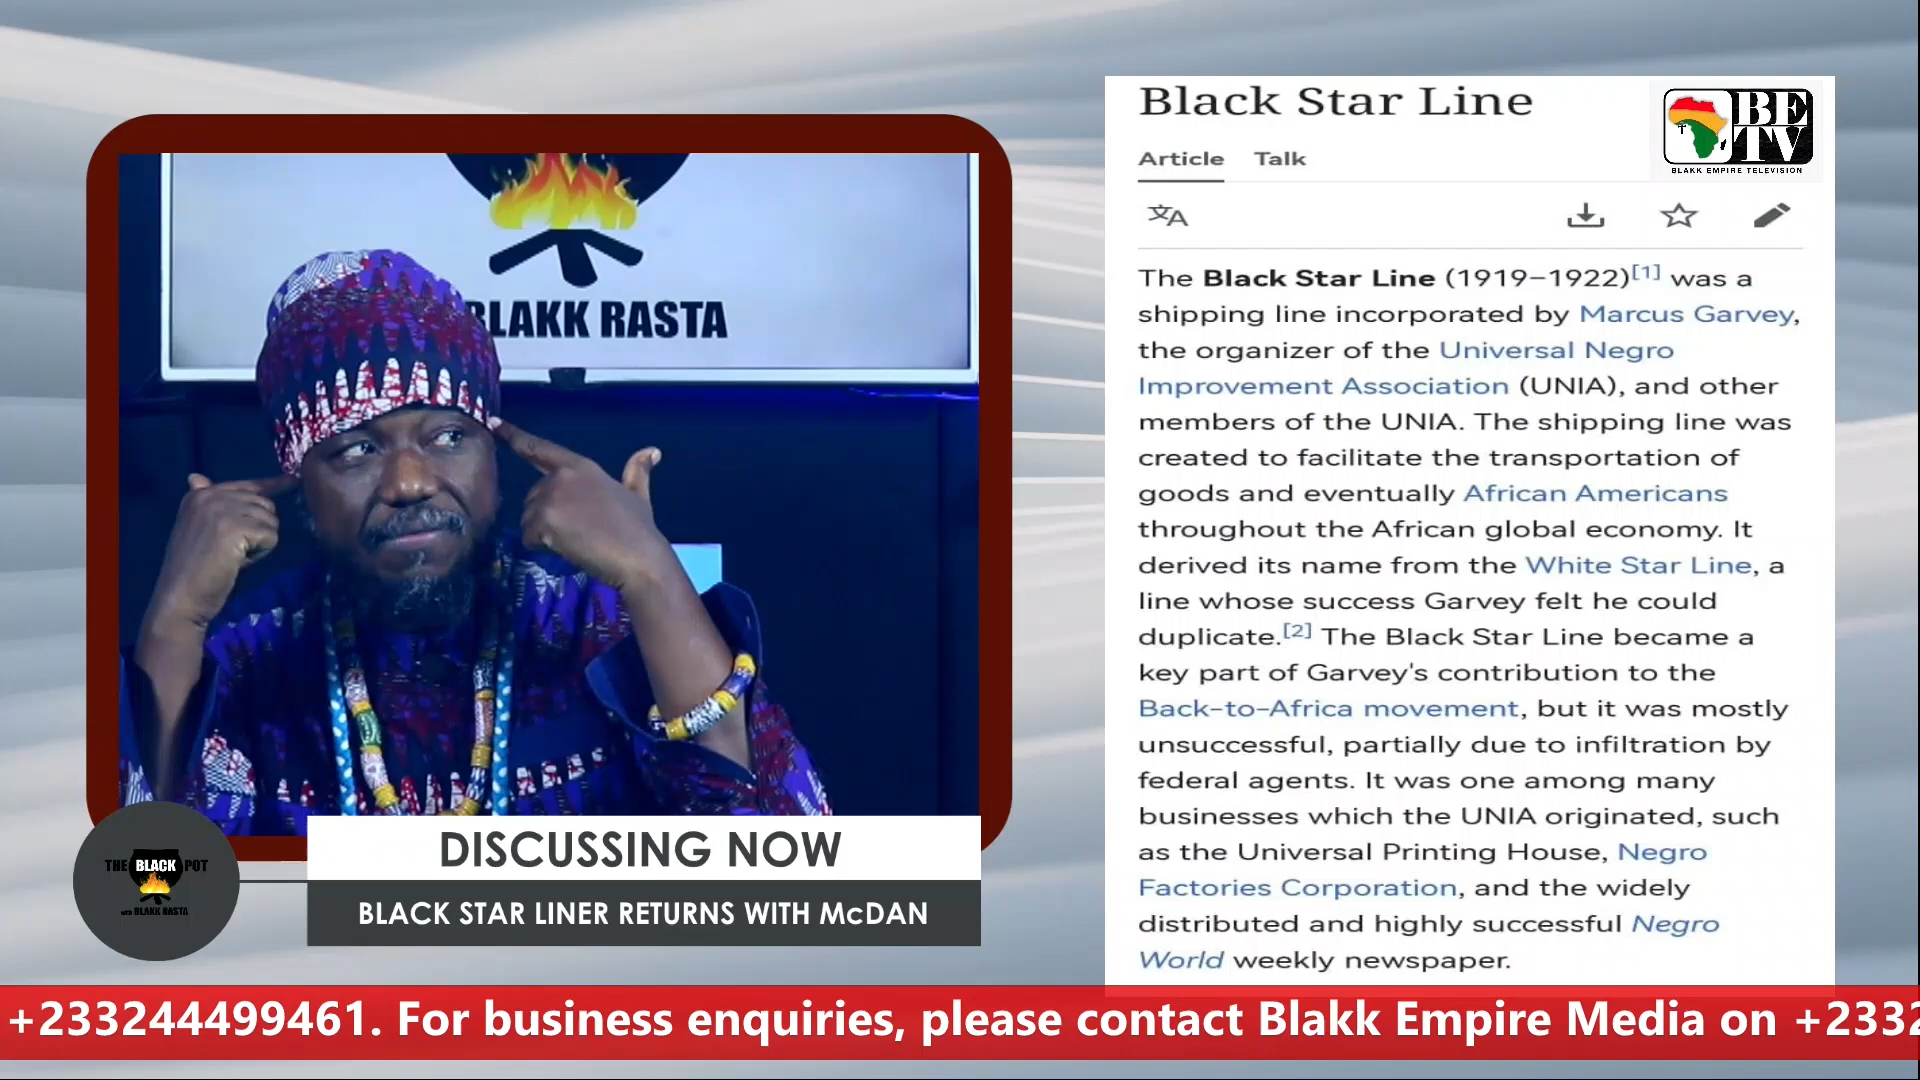 BLAKK RASTA
THE BLACK POT
with BLAKK RASTA
DISCUSSING NOW
BLACK STAR LINER RETURNS WITH McDAN
Black Star Line
BE
TV
BLAKK EMPIRE TELEVISION
Article Talk
文A
The Black Star Line (1919–1922)[1] was a
shipping line incorporated by Marcus Garvey,
the organizer of the Universal Negro
Improvement Association (UNIA), and other
members of the UNIA. The shipping line was
created to facilitate the transportation of
goods and eventually African Americans
throughout the African global economy. It
derived its name from the White Star Line, a
line whose success Garvey felt he could
duplicate.[2] The Black Star Line became a
key part of Garvey's contribution to the
Back-to-Africa movement, but it was mostly
unsuccessful, partially due to infiltration by
federal agents. It was one among many
businesses which the UNIA originated, such
as the Universal Printing House, Negro
Factories Corporation, and the widely
distributed and highly successful Negro
World weekly newspaper.
+233244499461. For business enquiries, please contact Blakk Empire Media on +2332